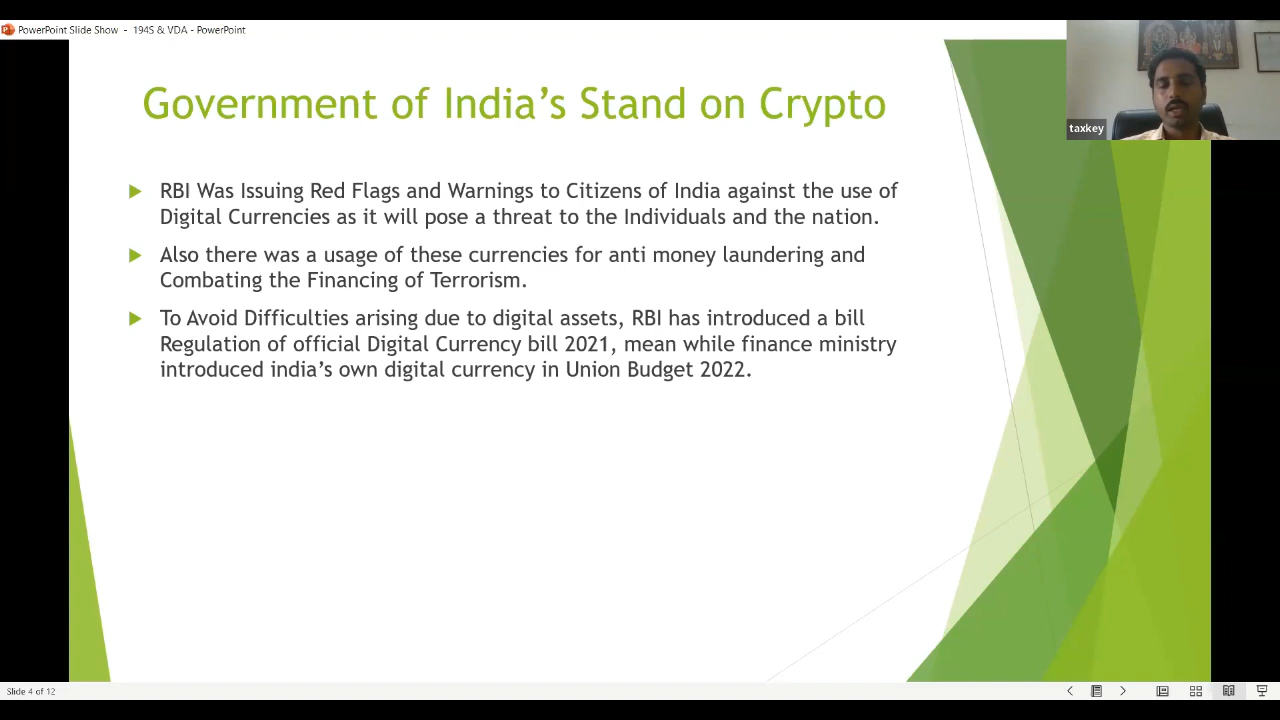 PowerPoint Slide Show - 194S & VDA - PowerPoint
taxkey
Government of India's Stand on Crypto
RBI Was Issuing Red Flags and Warnings to Citizens of India against the use of
Digital Currencies as it will pose a threat to the Individuals and the nation.
Also there was a usage of these currencies for anti money laundering and
Combating the Financing of Terrorism.
To Avoid Difficulties arising due to digital assets, RBI has introduced a bill
Regulation of official Digital Currency bill 2021, mean while finance ministry
introduced india's own digital currency in Union Budget 2022.
Slide 4 of 12